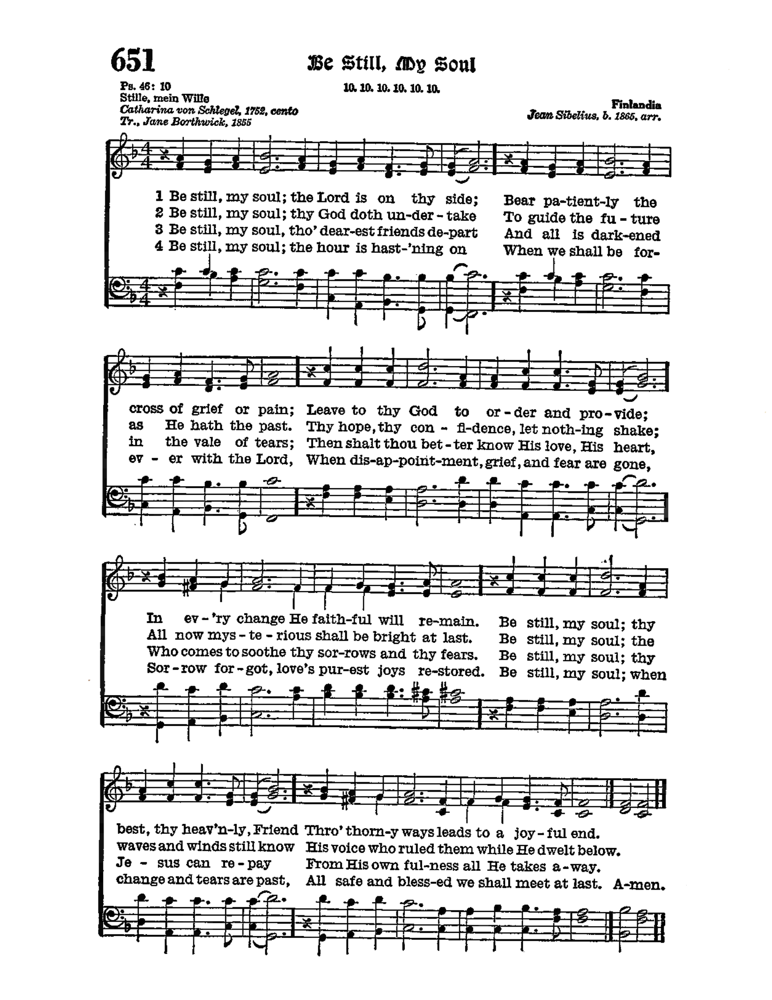 651
Be Still, My Soul
Ps. 46: 10
10. 10. 10. 10. 10. 10.
Stille, mein Wille
Finlandia
Catharina von Schlegel, 1752, cento
Jean Sibelius, b. 1865, arr.
Tr., Jane Borthwick, 1855
4
4
1 Be still, my soul; the Lord is on thy side; Bear pa-tient-ly the
2 Be still, my soul; thy God doth un-der-take To guide the fu-ture
3 Be still, my soul, tho' dear-est friends de-part And all is dark-ened
4 Be still, my soul; the hour is hast-'ning on When we shall be for-
4
4
cross of grief or pain; Leave to thy God to or-der and pro-vide;
as He hath the past. Thy hope, thy con-fi-dence, let noth-ing shake;
in the vale of tears; Then shalt thou bet-ter know His love, His heart,
ev-er with the Lord, When dis-ap-point-ment, grief, and fear are gone,
In ev-'ry change He faith-ful will re-main. Be still, my soul; thy
All now mys-te-rious shall be bright at last. Be still, my soul; the
Who comes to soothe thy sor-rows and thy fears. Be still, my soul; thy
Sor-row for-got, love's pur-est joys re-stored. Be still, my soul; when
best, thy heav'n-ly, Friend Thro' thorn-y ways leads to a joy-ful end.
waves and winds still know His voice who ruled them while He dwelt below.
Je-sus can re-pay From His own ful-ness all He takes a-way.
change and tears are past, All safe and bless-ed we shall meet at last. A-men.